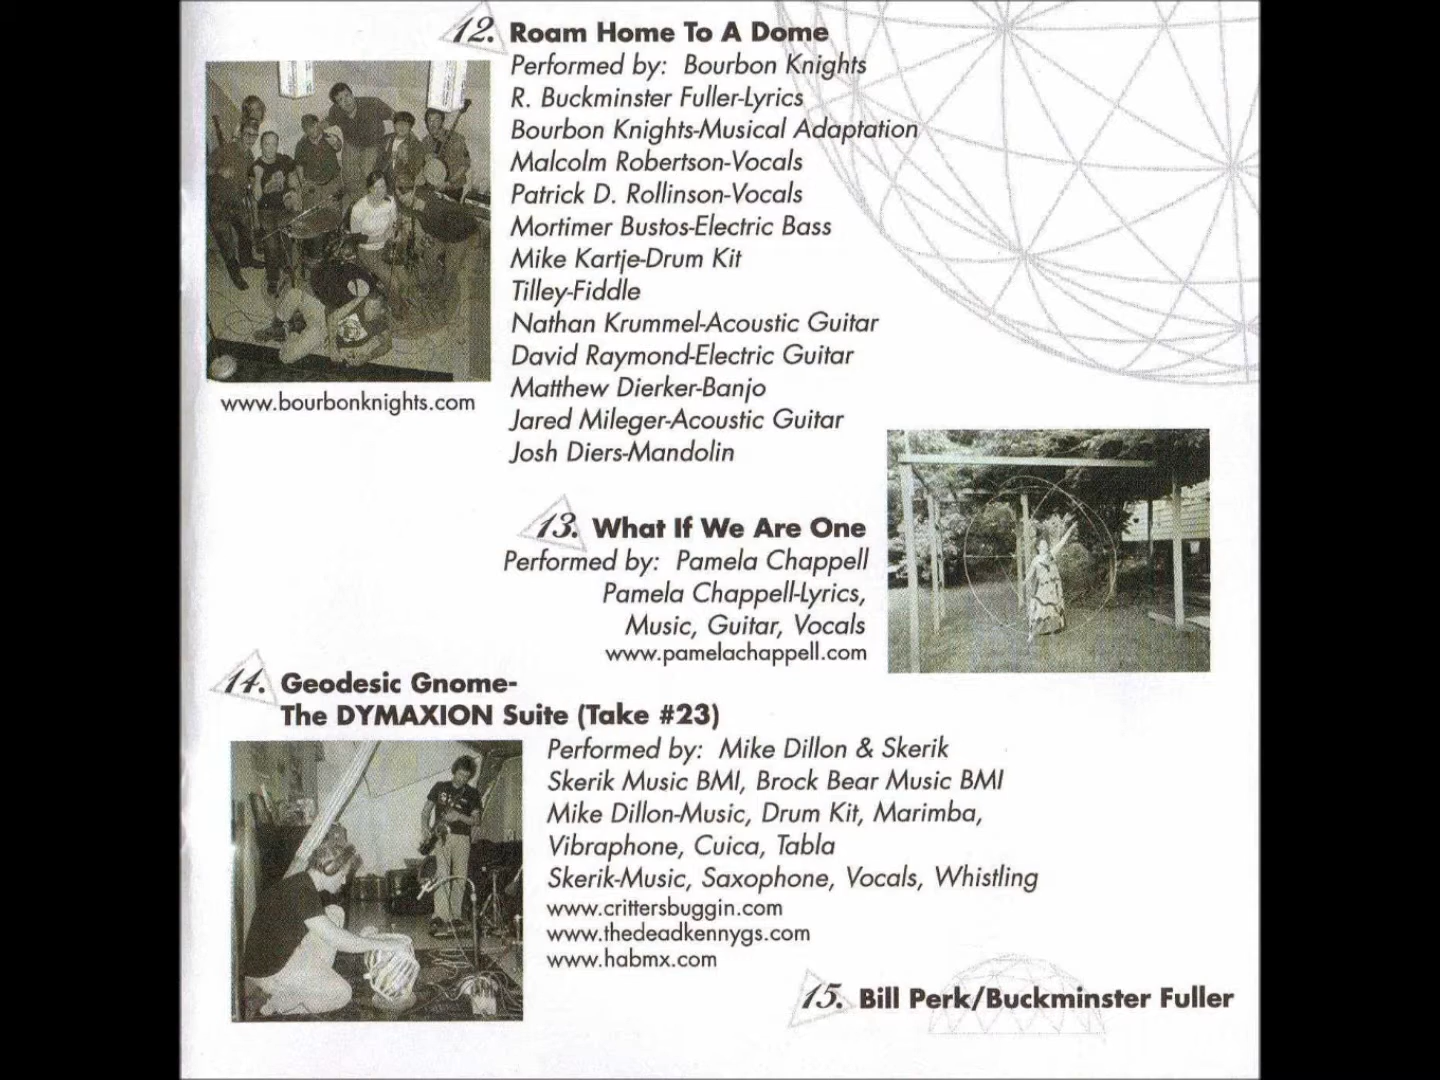 12. Roam Home To A Dome
Performed by: Bourbon Knights
R. Buckminster Fuller-Lyrics
Bourbon Knights-Musical Adaptation
Malcolm Robertson-Vocals
Patrick D. Rollinson-Vocals
Mortimer Bustos-Electric Bass
Mike Kartje-Drum Kit
Tilley-Fiddle
Nathan Krummel-Acoustic Guitar
David Raymond-Electric Guitar
Matthew Dierker-Banjo
Jared Mileger-Acoustic Guitar
Josh Diers-Mandolin
www.bourbonknights.com
13. What If We Are One
Performed by: Pamela Chappell
Pamela Chappell-Lyrics,
Music, Guitar, Vocals
www.pamelachappell.com
14. Geodesic Gnome-
The DYMAXION Suite (Take #23)
Performed by: Mike Dillon & Skerik
Skerik Music BMI, Brock Bear Music BMI
Mike Dillon-Music, Drum Kit, Marimba,
Vibraphone, Cuica, Tabla
Skerik-Music, Saxophone, Vocals, Whistling
www.crittersbuggin.com
www.thedeadkennygs.com
www.habmx.com
15. Bill Perk/Buckminster Fuller